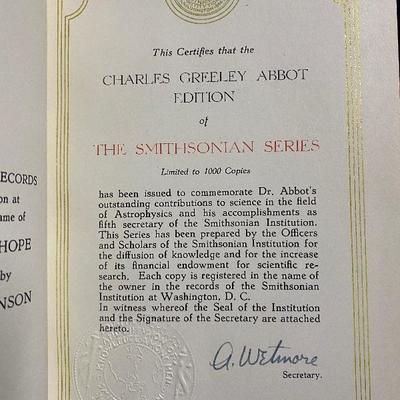 This Certifies that the
CHARLES GREELEY ABBOT
EDITION
of
THE SMITHSONIAN SERIES
Limited to 1000 Copies
has been issued to commemorate Dr. Abbot's
outstanding contributions to science in the field
of Astrophysics and his accomplishments as
fifth secretary of the Smithsonian Institution.
This Series has been prepared by the Officers
and Scholars of the Smithsonian Institution for
the diffusion of knowledge and for the increase
of its financial endowment for scientific re-
search. Each copy is registered in the name of
the owner in the records of the Smithsonian
Institution at Washington, D. C.
In witness whereof the Seal of the Institution
and the Signature of the Secretary are attached
hereto.
A. Wetmore
Secretary.
ECORDS
on at
ame of
HOPE
by
NSON